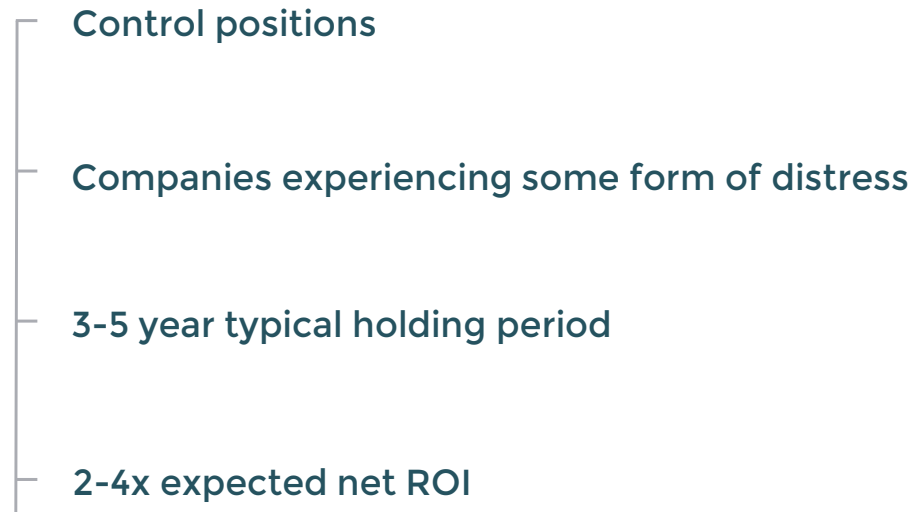 Control positions
Companies experiencing some form of distress
3-5 year typical holding period
2-4x expected net ROI